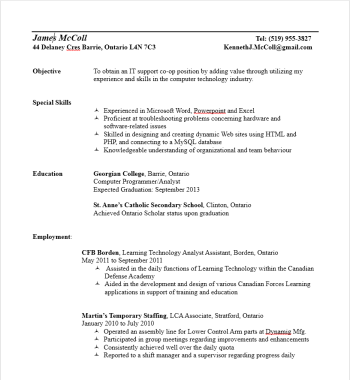 James McColl Tel: (519) 955-3827
44 Delaney Cres Barrie, Ontario L4N 7C3 KennethJ.McColl@gmail.com
Objective To obtain an IT support co-op position by adding value through utilizing my
experience and skills in the computer technology industry.
Special Skills
Experienced in Microsoft Word, Powerpoint and Excel
Proficient at troubleshooting problems concerning hardware and
software-related issues
Skilled in designing and creating dynamic Web sites using HTML and
PHP, and connecting to a MySQL database
Knowledgeable understanding of organizational and team behaviour
Education Georgian College, Barrie, Ontario
Computer Programmer/Analyst
Expected Graduation: September 2013
St. Anne's Catholic Secondary School, Clinton, Ontario
Achieved Ontario Scholar status upon graduation
Employment:
CFB Borden, Learning Technology Analyst Assistant, Borden, Ontario
May 2011 to September 2011
Assisted in the daily functions of Learning Technology within the Canadian
Defense Academy
Aided in the development and design of various Canadian Forces Learning
applications in support of training and education
Martin's Temporary Staffing, LCA Associate, Stratford, Ontario
January 2010 to July 2010
Operated an assembly line for Lower Control Arm parts at Dynamig Mfg.
Participated in group meetings regarding improvements and enhancements
Consistently achieved well over the daily quota
Reported to a shift manager and a supervisor regarding progress daily